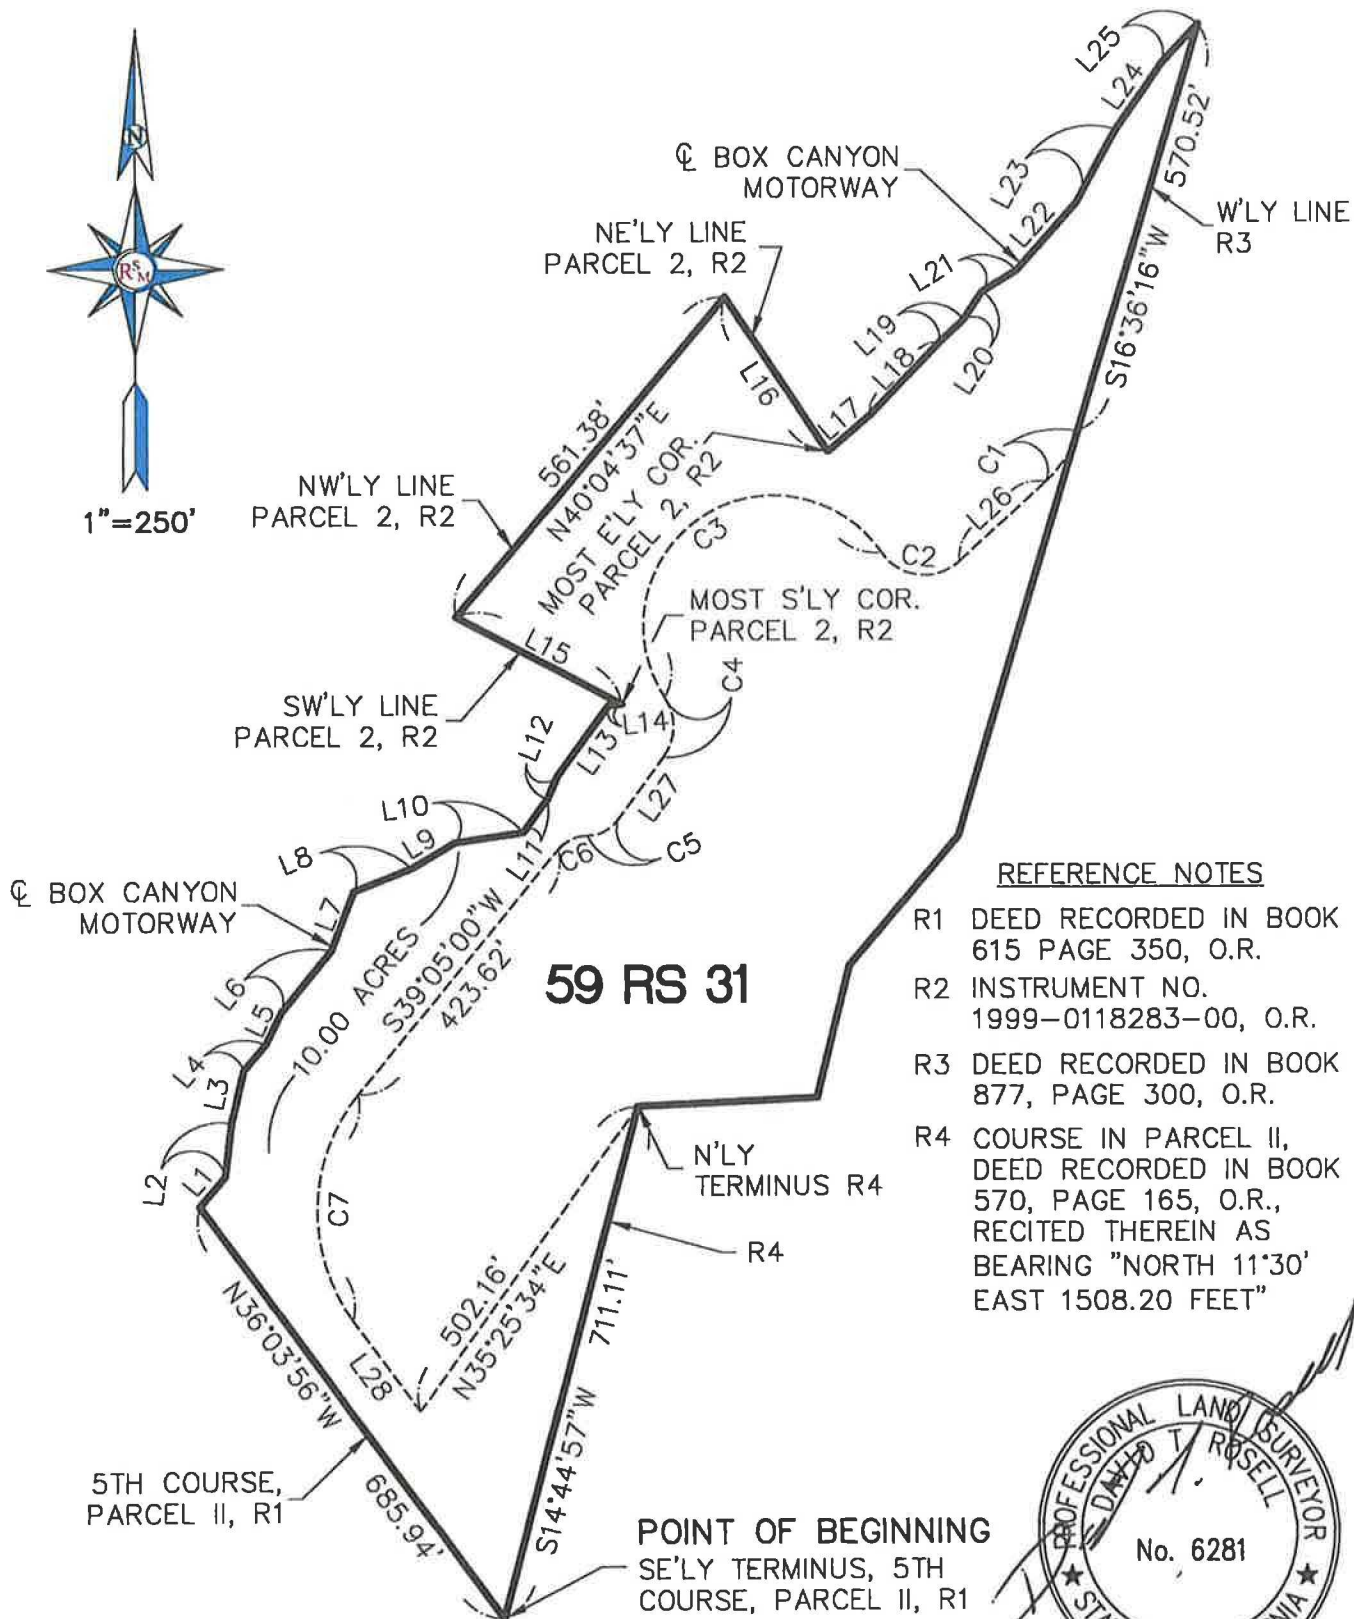 N
RSM
1"=250'
L25
L24
570.52'
S16°36'16"W
W'LY LINE
R3
℄ BOX CANYON
MOTORWAY
L23
L22
NE'LY LINE
PARCEL 2, R2
L21
L19
L18
L20
L16
L17
561.38'
N40°04'37"E
MOST E'LY COR.
PARCEL 2, R2
NW'LY LINE
PARCEL 2, R2
C1
L26
C3
C2
MOST S'LY COR.
PARCEL 2, R2
L15
SW'LY LINE
PARCEL 2, R2
L12
L13
L14
C4
L27
L10
L9
L11
C6
C5
L8
℄ BOX CANYON
MOTORWAY
L7
L6
L5
L4
L3
L2
L1
10.00 ACRES
S39°05'00"W
423.62'
59 RS 31
REFERENCE NOTES
R1 DEED RECORDED IN BOOK
615 PAGE 350, O.R.
R2 INSTRUMENT NO.
1999-0118283-00, O.R.
R3 DEED RECORDED IN BOOK
877, PAGE 300, O.R.
R4 COURSE IN PARCEL II,
DEED RECORDED IN BOOK
570, PAGE 165, O.R.,
RECITED THEREIN AS
BEARING "NORTH 11°30'
EAST 1508.20 FEET"
N'LY
TERMINUS R4
R4
C7
L28
502.16'
N35°25'34"E
711.11'
S14°44'57"W
N36°03'56"W
685.94'
5TH COURSE,
PARCEL II, R1
POINT OF BEGINNING
SE'LY TERMINUS, 5TH
COURSE, PARCEL II, R1
PROFESSIONAL LAND SURVEYOR
DAVID T. ROSELL
No. 6281